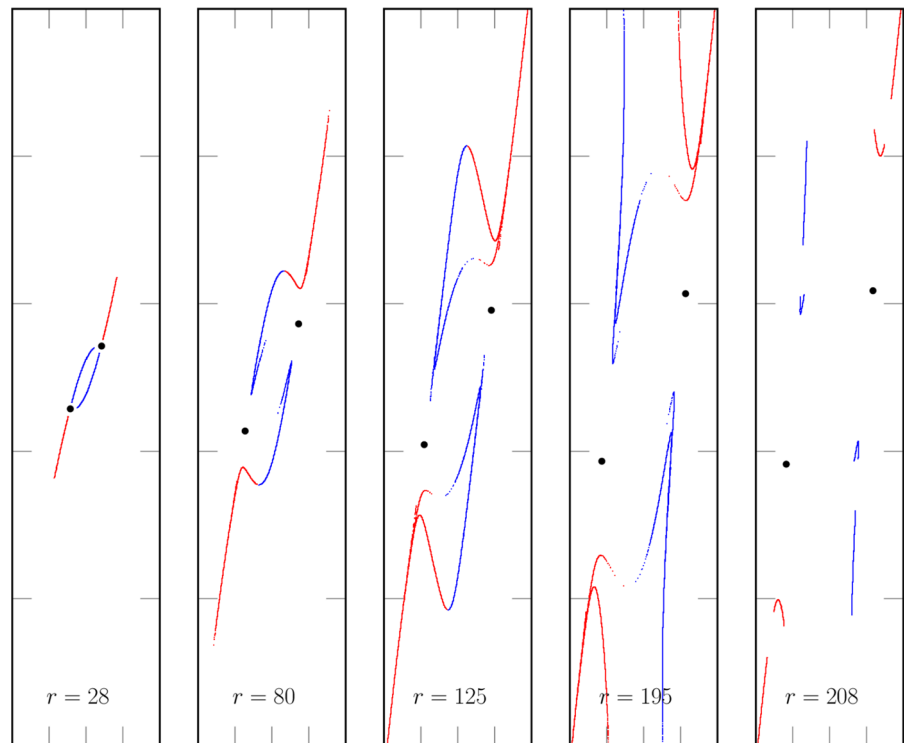 r = 28
r = 80
r = 125
r = 195
r = 208